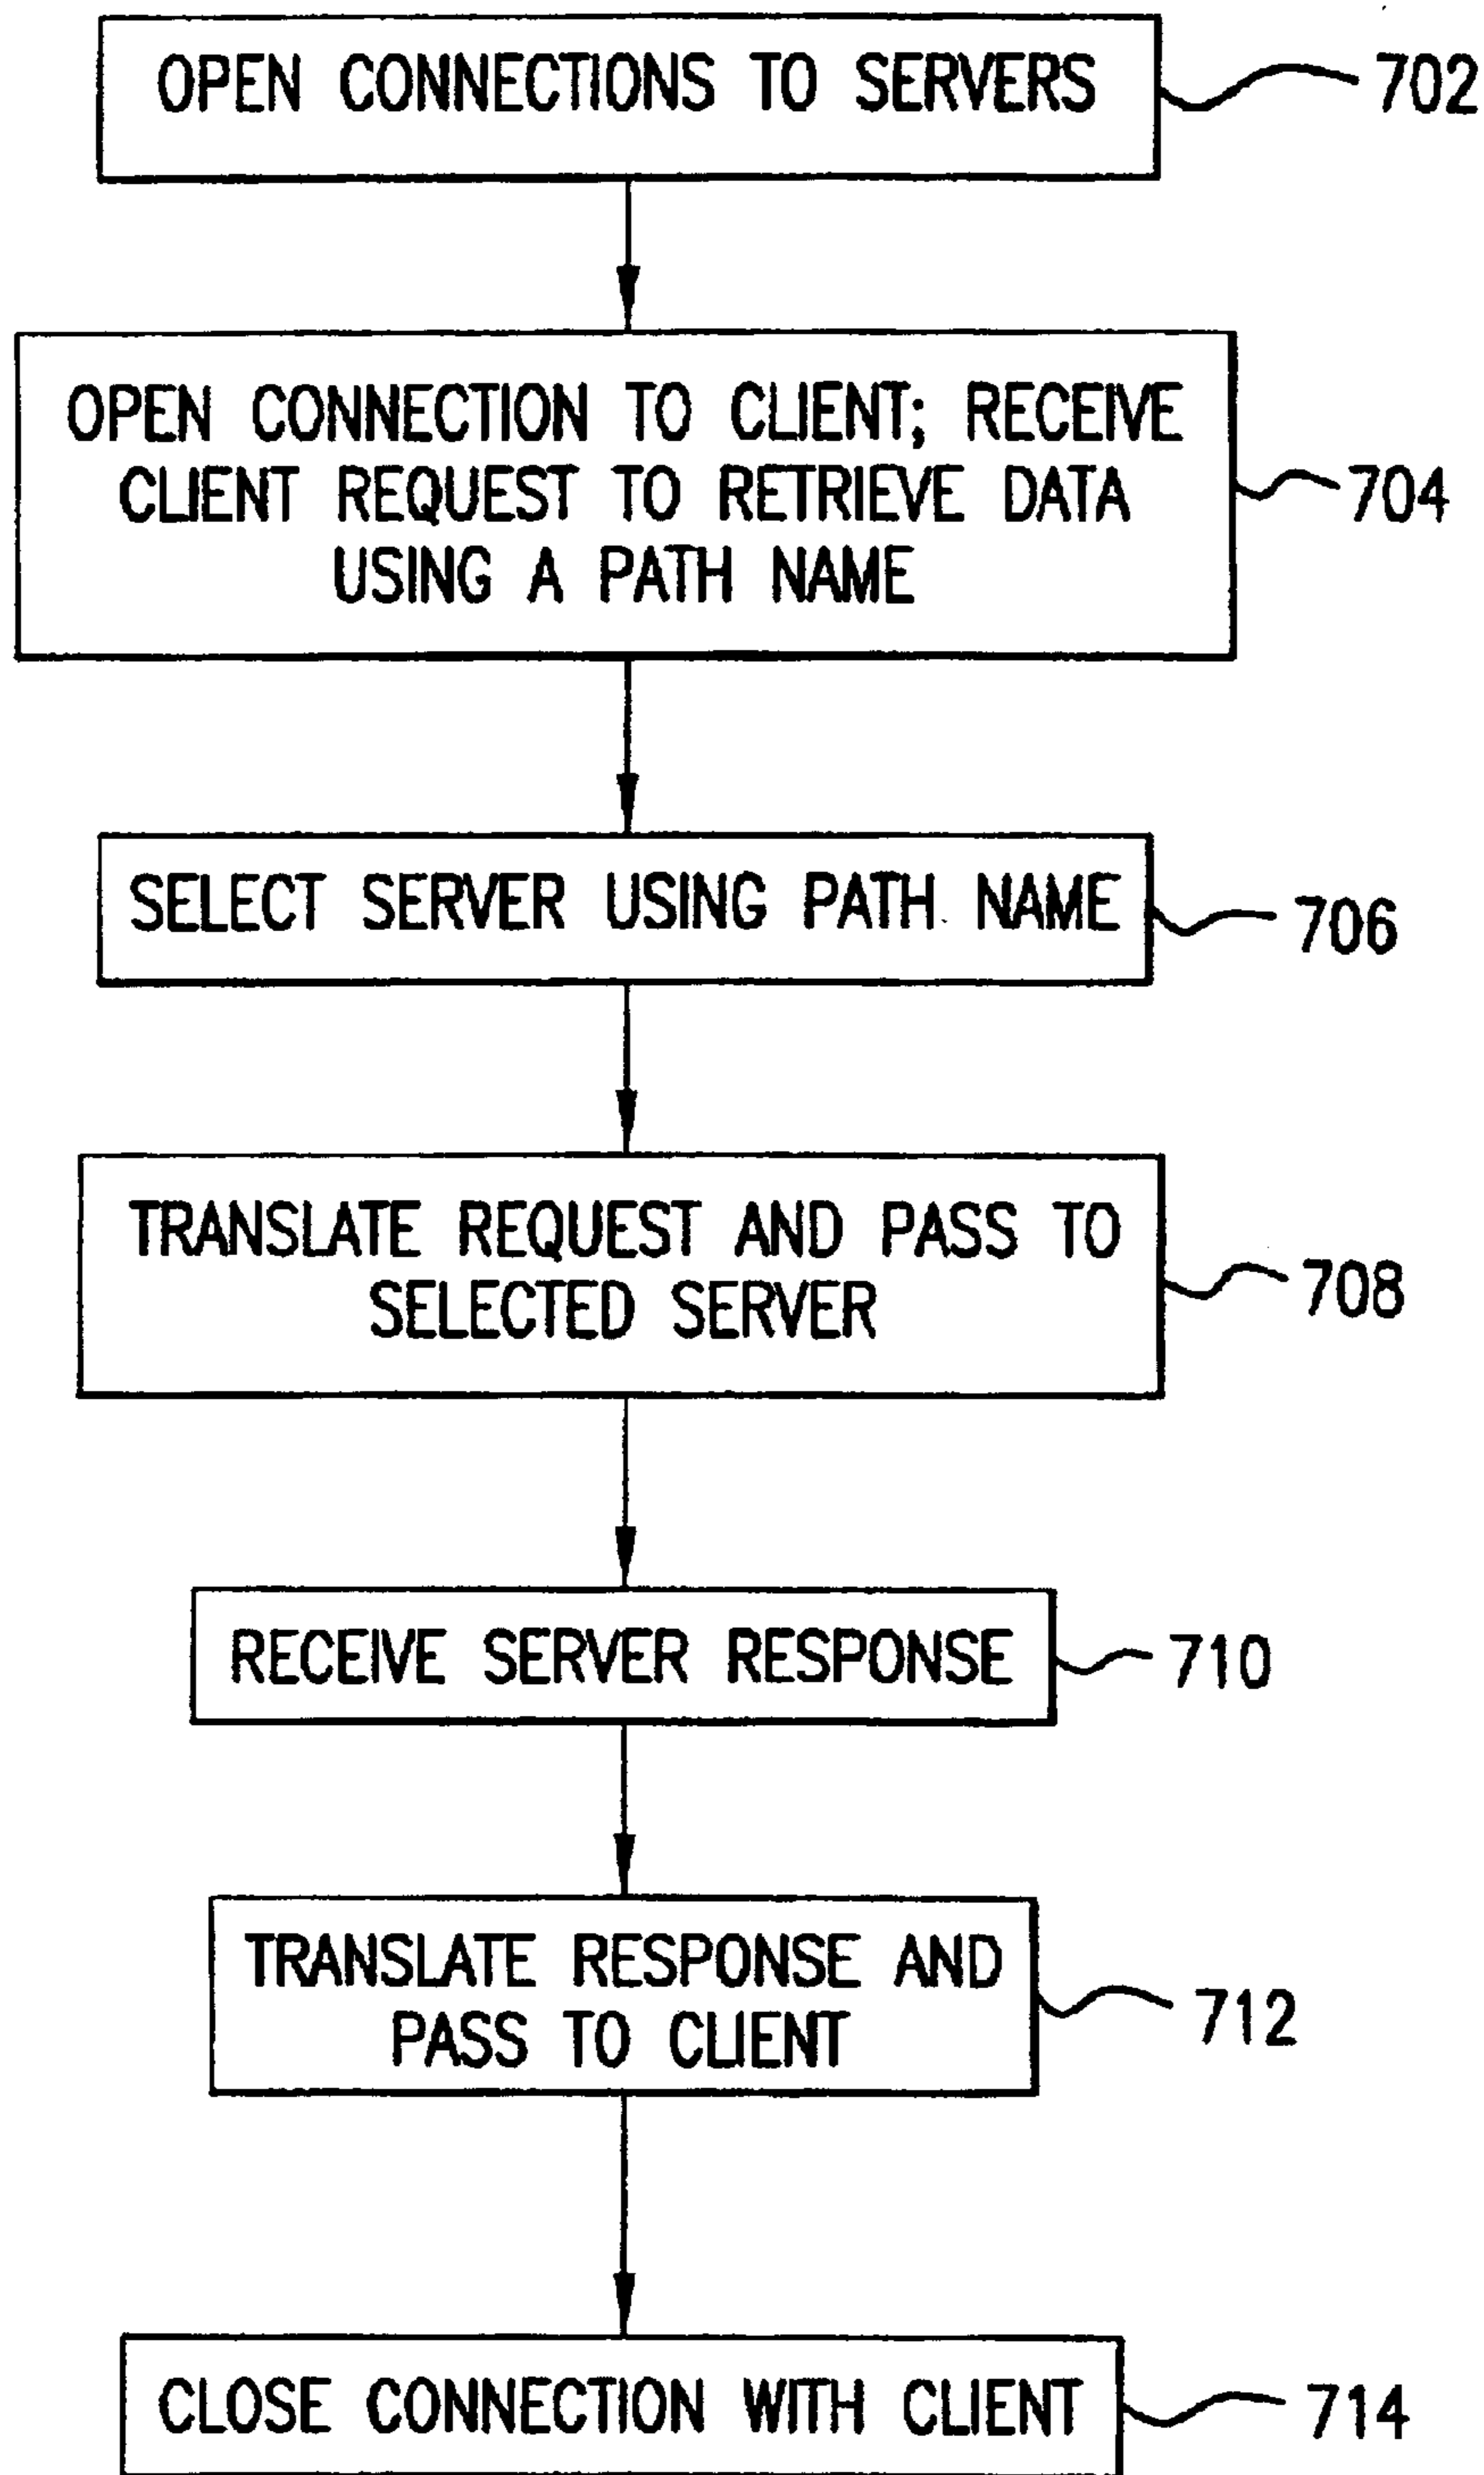 OPEN CONNECTIONS TO SERVERS
702
OPEN CONNECTION TO CLIENT; RECEIVE
CLIENT REQUEST TO RETRIEVE DATA
USING A PATH NAME
704
SELECT SERVER USING PATH NAME
706
TRANSLATE REQUEST AND PASS TO
SELECTED SERVER
708
RECEIVE SERVER RESPONSE
710
TRANSLATE RESPONSE AND
PASS TO CLIENT
712
CLOSE CONNECTION WITH CLIENT
714